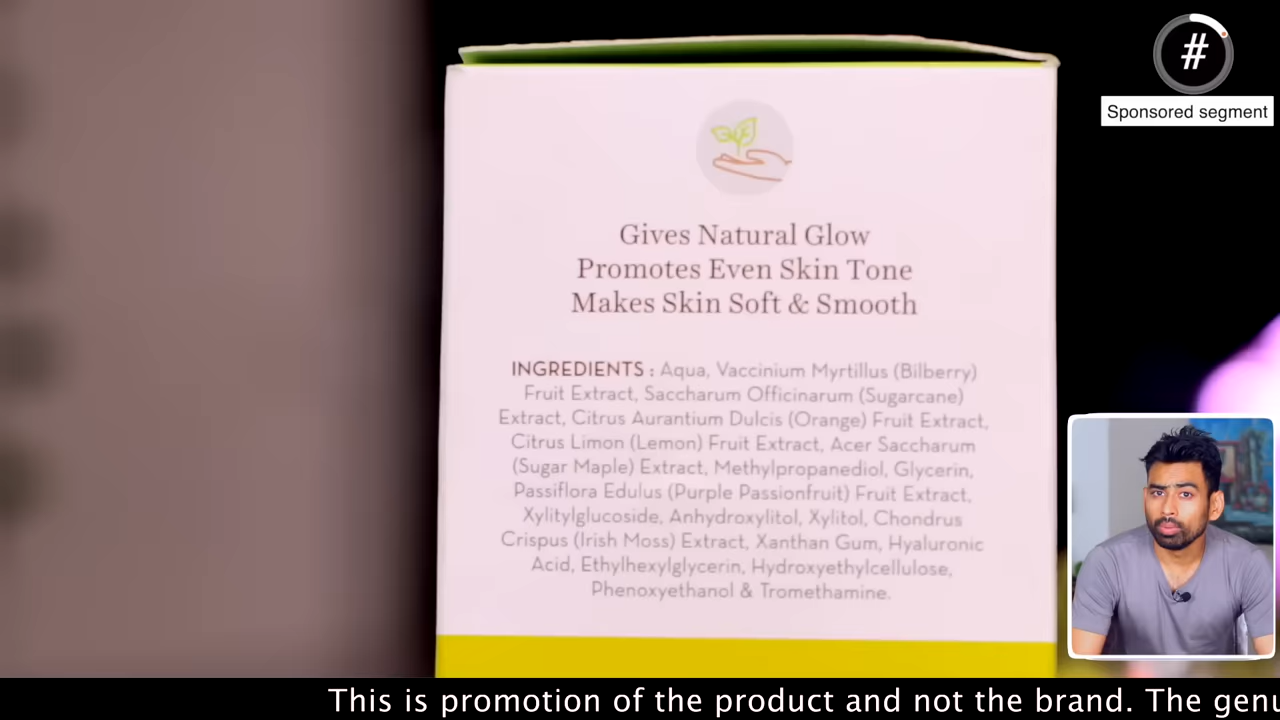 #
Sponsored segment
Gives Natural Glow
Promotes Even Skin Tone
Makes Skin Soft & Smooth
INGREDIENTS : Aqua, Vaccinium Myrtillus (Bilberry)
Fruit Extract, Saccharum Officinarum (Sugarcane)
Extract, Citrus Aurantium Dulcis (Orange) Fruit Extract,
Citrus Limon (Lemon) Fruit Extract, Acer Saccharum
(Sugar Maple) Extract, Methylpropanediol, Glycerin,
Passiflora Edulus (Purple Passionfruit) Fruit Extract,
Xylitylglucoside, Anhydroxylitol, Xylitol, Chondrus
Crispus (Irish Moss) Extract, Xanthan Gum, Hyaluronic
Acid, Ethylhexylglycerin, Hydroxyethylcellulose,
Phenoxyethanol & Tromethamine.
This is promotion of the product and not the brand. The genu